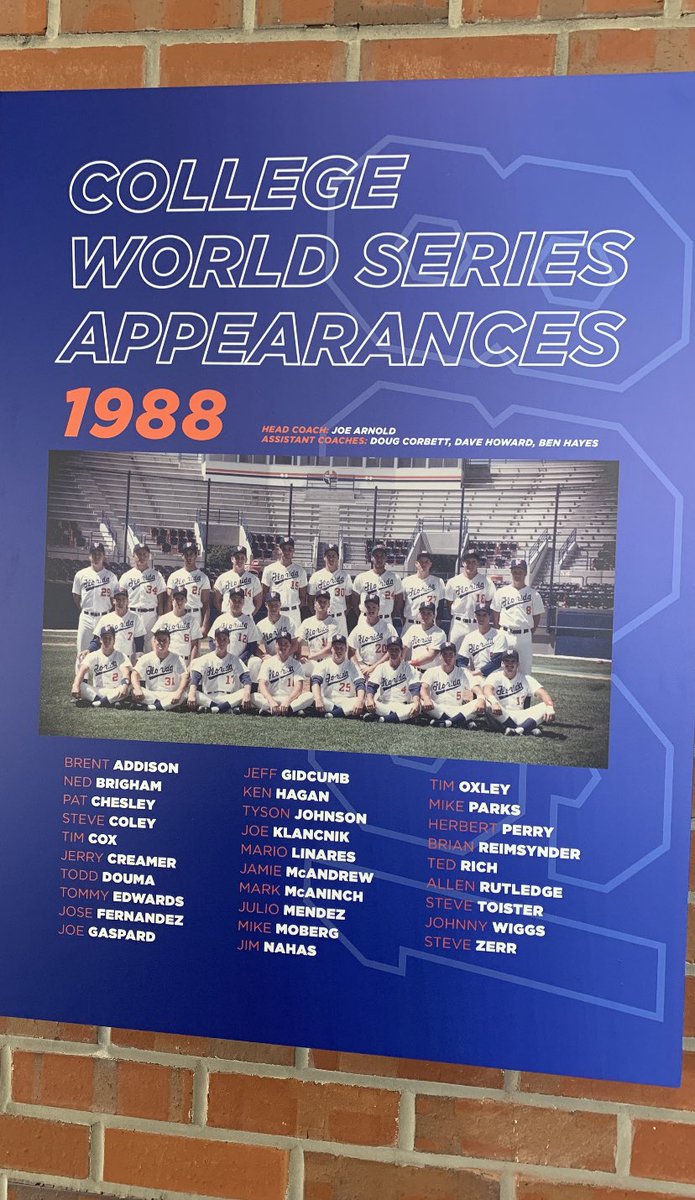 COLLEGE
WORLD SERIES
APPEARANCES
1988
HEAD COACH: JOE ARNOLD
ASSISTANT COACHES: DOUG CORBETT, DAVE HOWARD, BEN HAYES
BRENT ADDISON
NED BRIGHAM
PAT CHESLEY
STEVE COLEY
TIM COX
JERRY CREAMER
TODD DOUMA
TOMMY EDWARDS
JOSE FERNANDEZ
JOE GASPARD
JEFF GIDCUMB
KEN HAGAN
TYSON JOHNSON
JOE KLANCNIK
MARIO LINARES
JAMIE McANDREW
MARK McANINCH
JULIO MENDEZ
MIKE MOBERG
JIM NAHAS
TIM OXLEY
MIKE PARKS
HERBERT PERRY
BRIAN REIMSYNDER
TED RICH
ALLEN RUTLEDGE
STEVE TOISTER
JOHNNY WIGGS
STEVE ZERR